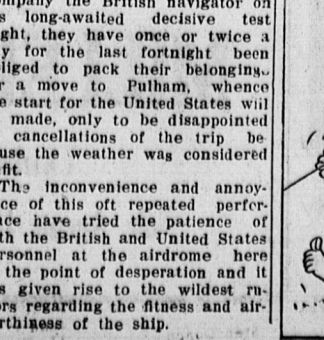 mpany the British navigator on
s long-awaited decisive test
ght, they have once or twice a
y for the last fortnight been
liged to pack their belongings
r a move to Pulham, whence
e start for the United States will
made, only to be disappointed
cancellations of the trip be
use the weather was considered
fit.
The inconvenience and annoy-
ce of this oft repeated perfor-
nce have tried the patience of
th the British and United States
ersonnel at the airdrome here
the point of desperation and it
s given rise to the wildest ru-
ors regarding the fitness and air-
rthiness of the ship.